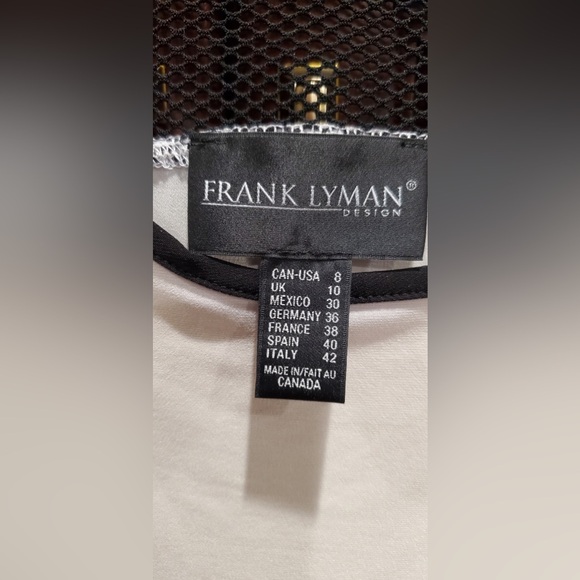 FRANK LYMAN®
DESIGN
CAN-USA 8
UK 10
MEXICO 30
GERMANY 36
FRANCE 38
SPAIN 40
ITALY 42
MADE IN/FAIT AU
CANADA